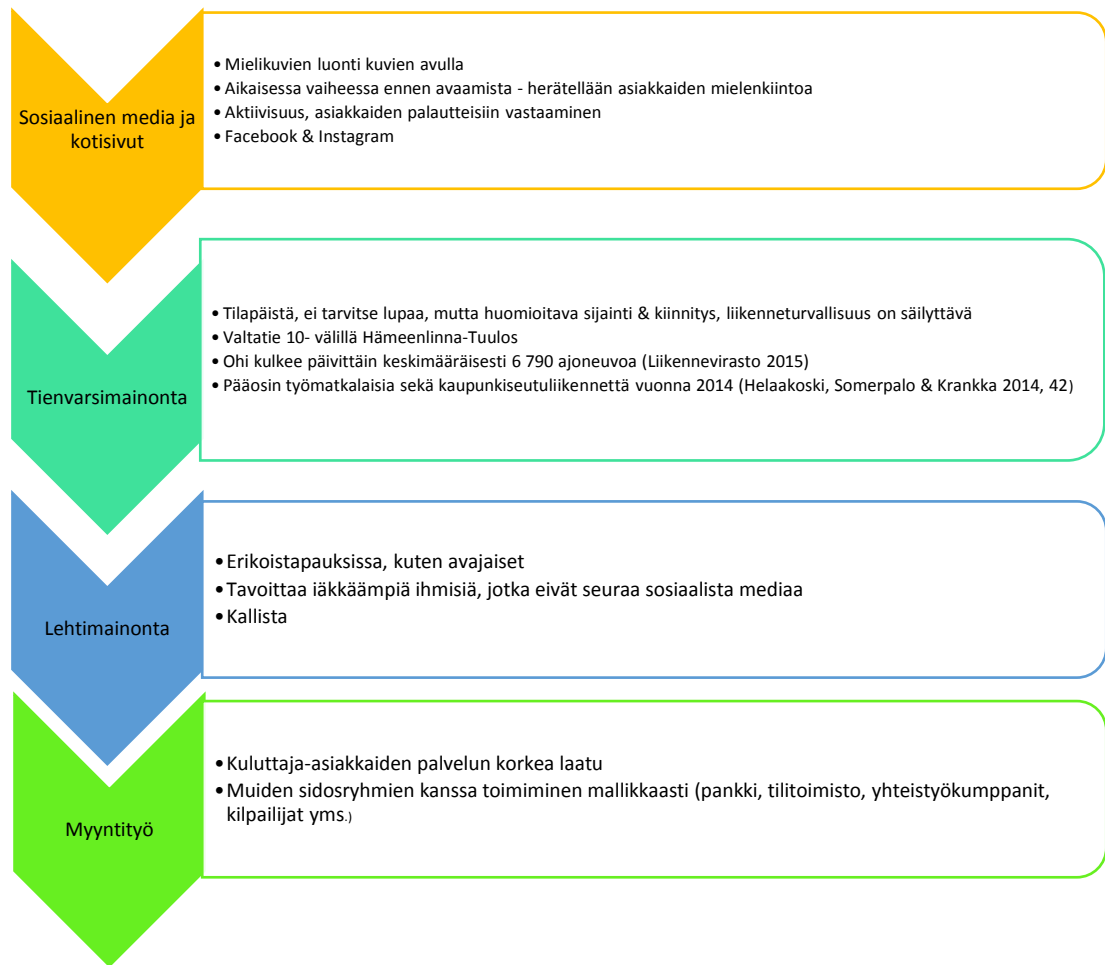 Sosiaalinen media ja
kotisivut
• Mielikuvien luonti kuvien avulla
• Aikaisessa vaiheessa ennen avaamista - herätellään asiakkaiden mielenkiintoa
• Aktiivisuus, asiakkaiden palautteisiin vastaaminen
• Facebook & Instagram
Tienvarsimainonta
• Tilapäistä, ei tarvitse lupaa, mutta huomioitava sijainti & kiinnitys, liikenneturvallisuus on säilyttävä
• Valtatie 10- välillä Hämeenlinna-Tuulos
• Ohi kulkee päivittäin keskimääräisesti 6 790 ajoneuvoa (Liikennevirasto 2015)
• Pääosin työmatkalaisia sekä kaupunkiseutuliikennettä vuonna 2014 (Helaakoski, Somerpalo & Krankka 2014, 42)
Lehtimainonta
• Erikoistapauksissa, kuten avajaiset
• Tavoittaa iäkkäämpiä ihmisiä, jotka eivät seuraa sosiaalista mediaa
• Kallista
Myyntityö
• Kuluttaja-asiakkaiden palvelun korkea laatu
• Muiden sidosryhmien kanssa toimiminen mallikkaasti (pankki, tilitoimisto, yhteistyökumppanit,
kilpailijat yms.)